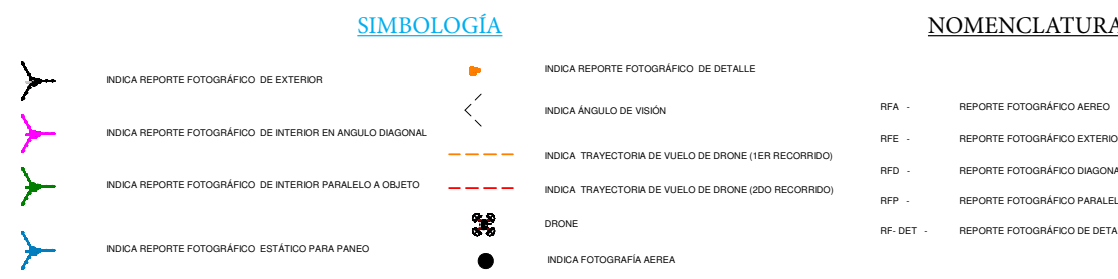 SIMBOLOGÍA
INDICA REPORTE FOTOGRÁFICO DE EXTERIOR
INDICA REPORTE FOTOGRÁFICO DE INTERIOR EN ANGULO DIAGONAL
INDICA REPORTE FOTOGRÁFICO DE INTERIOR PARALELO A OBJETO
INDICA REPORTE FOTOGRÁFICO ESTÁTICO PARA PANEO
INDICA REPORTE FOTOGRÁFICO DE DETALLE
INDICA ÁNGULO DE VISIÓN
INDICA TRAYECTORIA DE VUELO DE DRONE (1ER RECORRIDO)
INDICA TRAYECTORIA DE VUELO DE DRONE (2DO RECORRIDO)
DRONE
INDICA FOTOGRAFÍA AEREA
NOMENCLATURA
RFA - REPORTE FOTOGRÁFICO AEREO
RFE - REPORTE FOTOGRÁFICO EXTERIO
RFD - REPORTE FOTOGRÁFICO DIAGONA
RFP - REPORTE FOTOGRÁFICO PARALEL
RF- DET - REPORTE FOTOGRÁFICO DE DETA